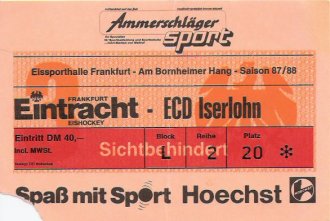 Ammerschläger
sport
Eissporthalle Frankfurt - Am Bornheimer Hang - Saison 87/88
FRANKFURT
Eintracht - ECD Iserlohn
EISHOCKEY
Eintritt DM 40,—
Incl. MWSt.
Block Reihe Platz
L 2 20 *
Sichtbehindert
Spaß mit Sport Hoechst